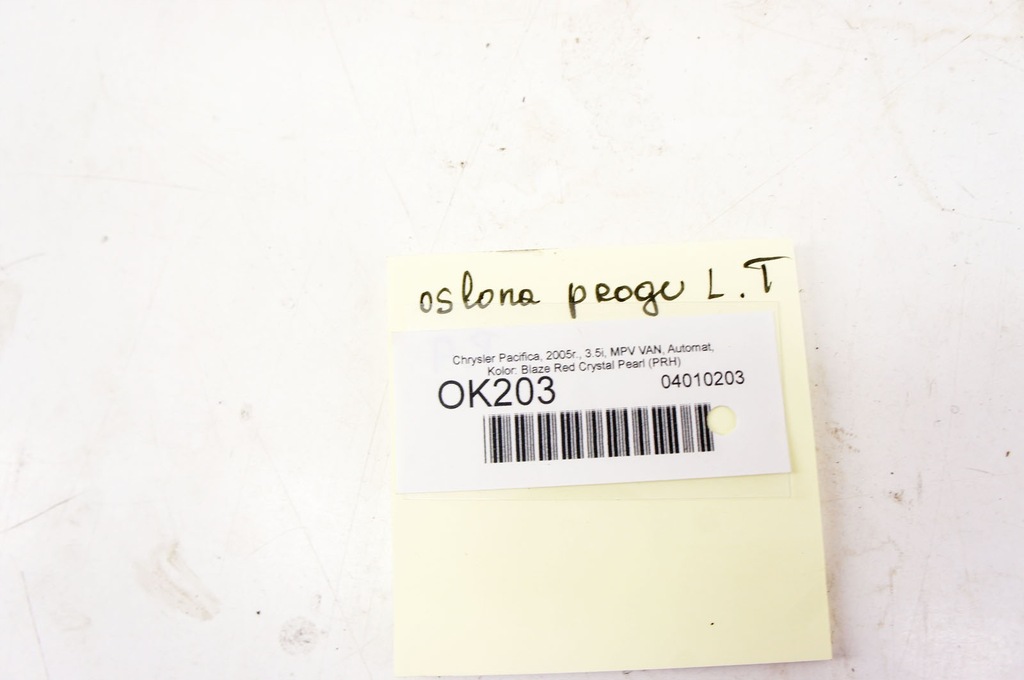 oslona progu L.T
Chrysler Pacifica, 2005r., 3.5i, MPV VAN, Automat,
Kolor: Blaze Red Crystal Pearl (PRH)
OK203 04010203